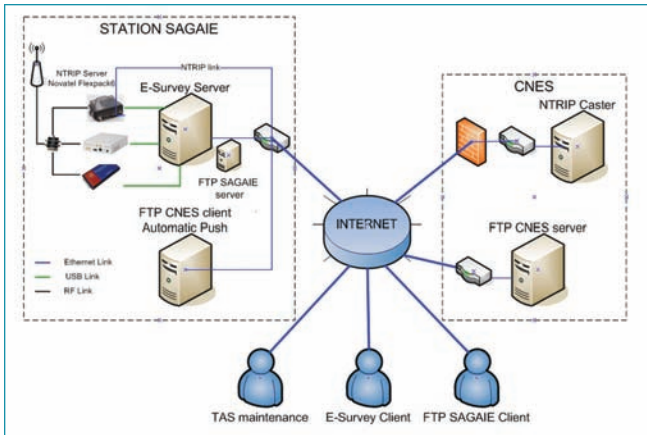 STATION SAGAIE
NTRIP link
NTRIP Server
Novatel Flexpack6
E-Survey Server
FTP SAGAIE
server
FTP CNES client
Automatic Push
Ethernet Link
USB Link
RF Link
INTERNET
CNES
NTRIP Caster
FTP CNES server
TAS maintenance
E-Survey Client
FTP SAGAIE Client